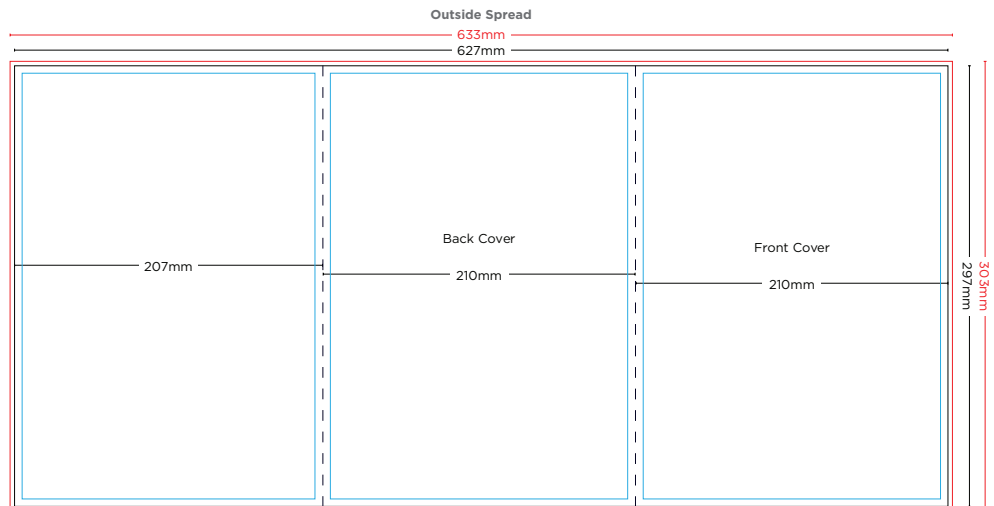 Outside Spread
633mm
627mm
Back Cover
Front Cover
207mm
210mm
210mm
297mm
303mm